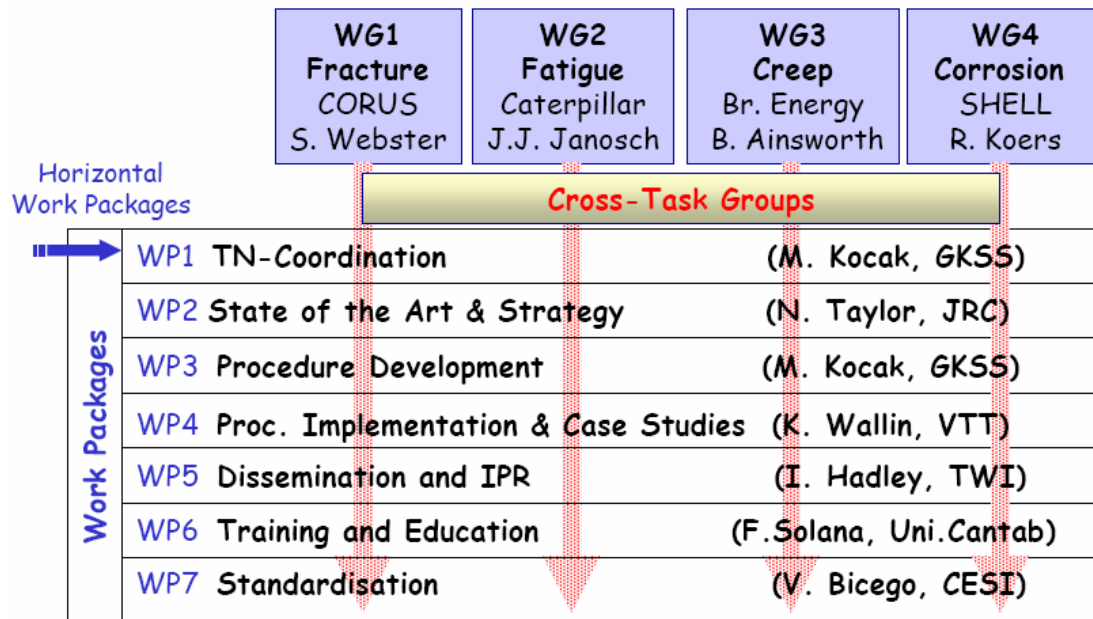 WG1
Fracture
CORUS
S. Webster
WG2
Fatigue
Caterpillar
J.J. Janosch
WG3
Creep
Br. Energy
B. Ainsworth
WG4
Corrosion
SHELL
R. Koers
Horizontal
Work Packages
Cross-Task Groups
Work Packages
WP1 TN-Coordination (M. Kocak, GKSS)
WP2 State of the Art & Strategy (N. Taylor, JRC)
WP3 Procedure Development (M. Kocak, GKSS)
WP4 Proc. Implementation & Case Studies (K. Wallin, VTT)
WP5 Dissemination and IPR (I. Hadley, TWI)
WP6 Training and Education (F.Solana, Uni.Cantab)
WP7 Standardisation (V. Bicego, CESI)